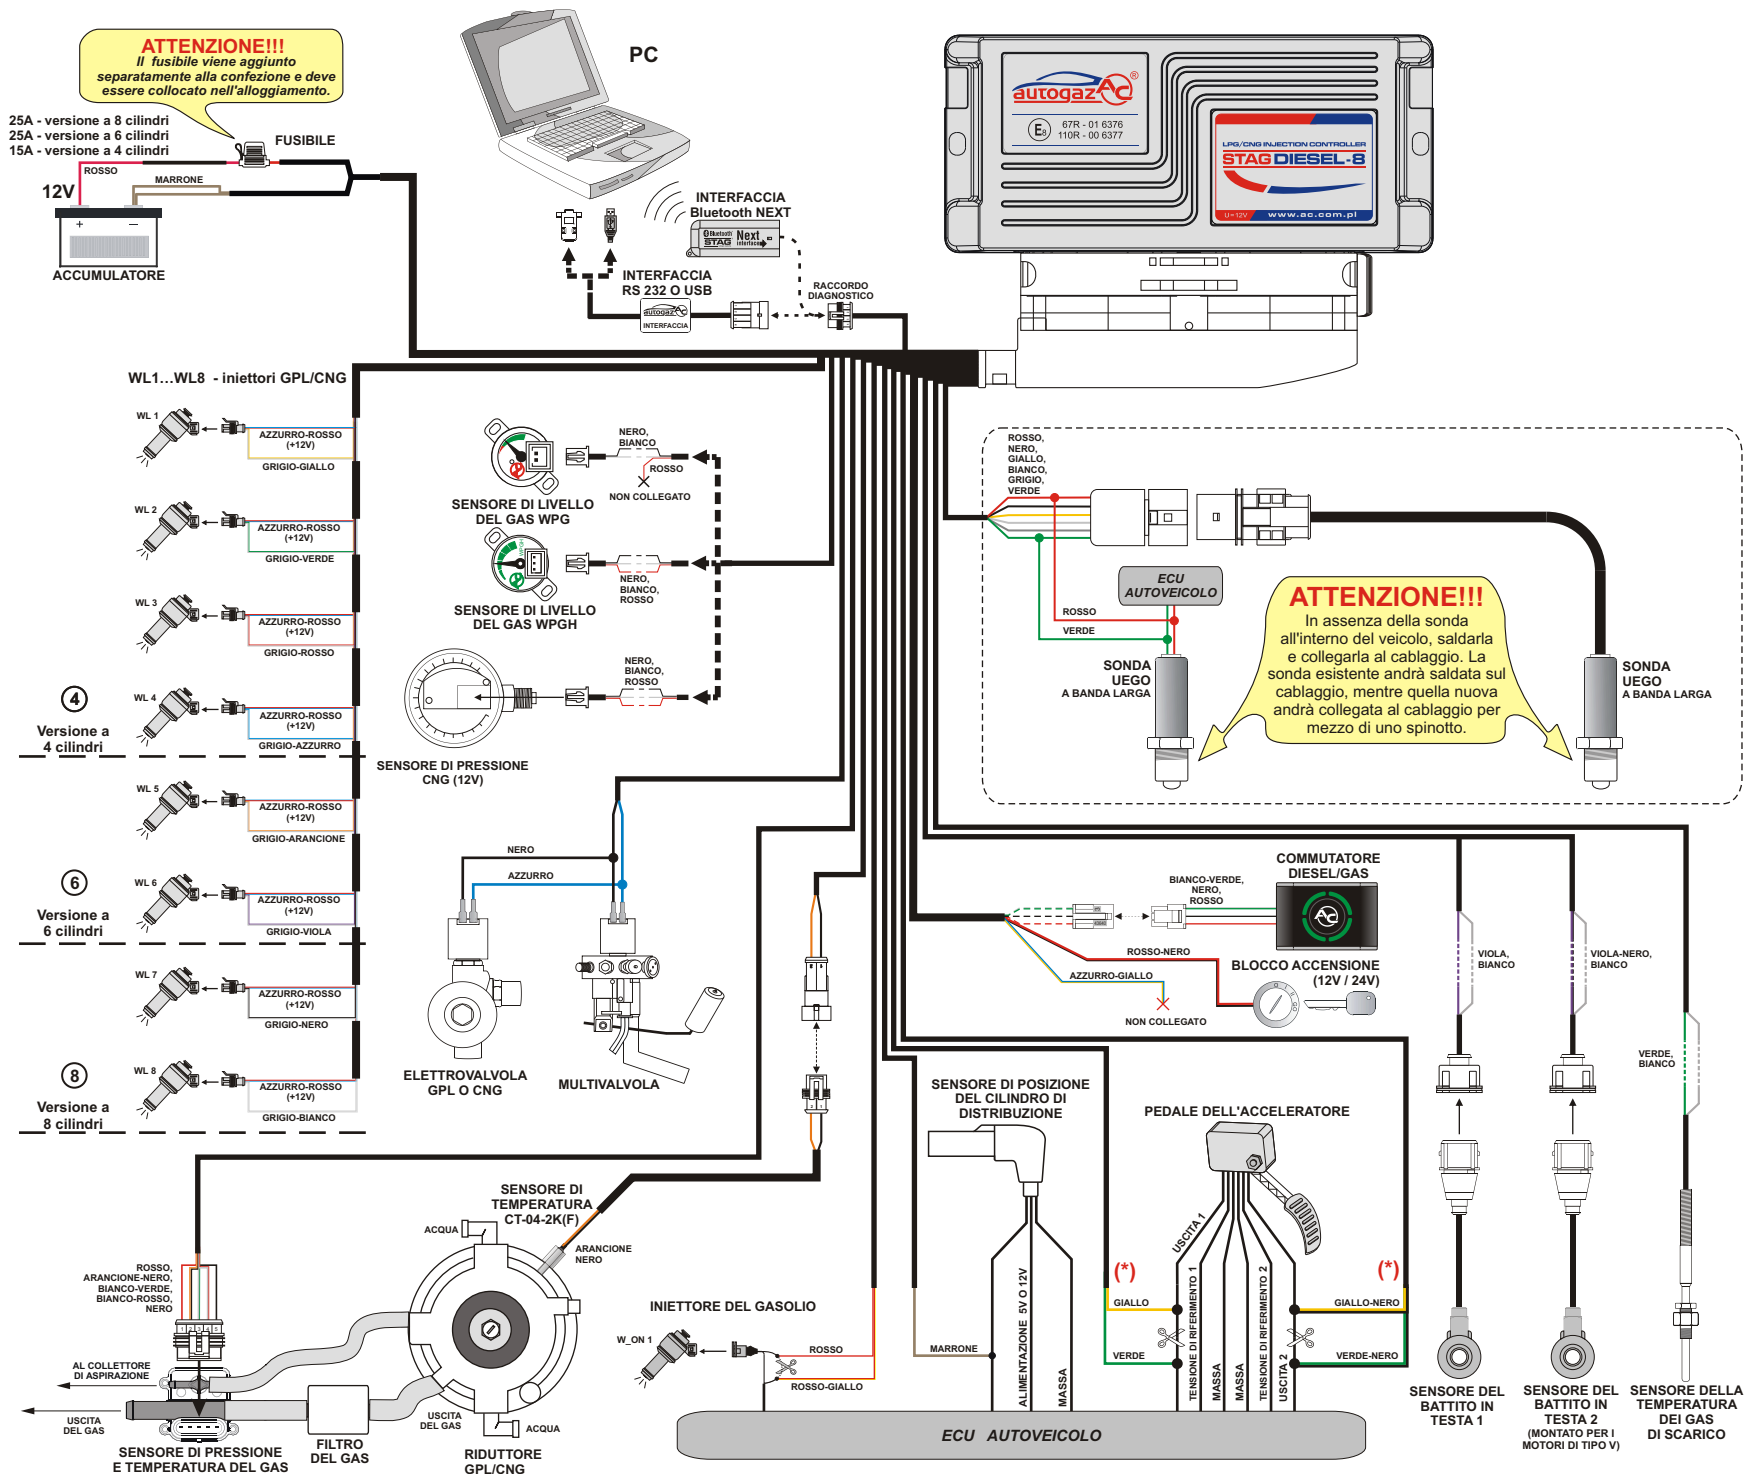 ATTENZIONE!!!
Il fusibile viene aggiunto
separatamente alla confezione e deve
essere collocato nell'alloggiamento.
25A - versione a 8 cilindri
25A - versione a 6 cilindri
15A - versione a 4 cilindri
FUSIBILE
ROSSO
MARRONE
12V
+
–
ACCUMULATORE
PC
INTERFACCIA
Bluetooth NEXT
Bluetooth
STAG
Next
interface
INTERFACCIA
RS 232 O USB
autogaz AC
INTERFACCIA
RACCORDO
DIAGNOSTICO
autogaz AC ®
E8
67R - 01 6376
110R - 00 6377
LPG/CNG INJECTION CONTROLLER
STAG DIESEL-8
U=12V
www.ac.com.pl
WL1...WL8 - iniettori GPL/CNG
WL 1
AZZURRO-ROSSO
(+12V)
GRIGIO-GIALLO
WL 2
AZZURRO-ROSSO
(+12V)
GRIGIO-VERDE
WL 3
AZZURRO-ROSSO
(+12V)
GRIGIO-ROSSO
4
Versione a
4 cilindri
WL 4
AZZURRO-ROSSO
(+12V)
GRIGIO-AZZURRO
WL 5
AZZURRO-ROSSO
(+12V)
GRIGIO-ARANCIONE
6
Versione a
6 cilindri
WL 6
AZZURRO-ROSSO
(+12V)
GRIGIO-VIOLA
WL 7
AZZURRO-ROSSO
(+12V)
GRIGIO-NERO
8
Versione a
8 cilindri
WL 8
AZZURRO-ROSSO
(+12V)
GRIGIO-BIANCO
NERO,
BIANCO
ROSSO
NON COLLEGATO
SENSORE DI LIVELLO
DEL GAS WPG
WPGH
NERO,
BIANCO,
ROSSO
SENSORE DI LIVELLO
DEL GAS WPGH
NERO,
BIANCO,
ROSSO
SENSORE DI PRESSIONE
CNG (12V)
NERO
AZZURRO
ELETTROVALVOLA
GPL O CNG
MULTIVALVOLA
ROSSO,
NERO,
GIALLO,
BIANCO,
GRIGIO,
VERDE
ECU
AUTOVEICOLO
ROSSO
VERDE
SONDA
UEGO
A BANDA LARGA
ATTENZIONE!!!
In assenza della sonda
all'interno del veicolo, saldarla
e collegarla al cablaggio. La
sonda esistente andrà saldata sul
cablaggio, mentre quella nuova
andrà collegata al cablaggio per
mezzo di uno spinotto.
SONDA
UEGO
A BANDA LARGA
COMMUTATORE
DIESEL/GAS
BIANCO-VERDE,
NERO,
ROSSO
AC
ROSSO-NERO
AZZURRO-GIALLO
NON COLLEGATO
BLOCCO ACCENSIONE
(12V / 24V)
VIOLA,
BIANCO
VIOLA-NERO,
BIANCO
VERDE,
BIANCO
SENSORE DI POSIZIONE
DEL CILINDRO DI
DISTRIBUZIONE
PEDALE DELL'ACCELERATORE
SENSORE DI
TEMPERATURA
CT-04-2K(F)
ACQUA
ARANCIONE
NERO
ROSSO,
ARANCIONE-NERO,
BIANCO-VERDE,
BIANCO-ROSSO,
NERO
1 2 3 4 5
AL COLLETTORE
DI ASPIRAZIONE
USCITA
DEL GAS
SENSORE DI PRESSIONE
E TEMPERATURA DEL GAS
FILTRO
DEL GAS
USCITA
DEL GAS
ACQUA
RIDUTTORE
GPL/CNG
INIETTORE DEL GASOLIO
W_ON 1
ROSSO
ROSSO-GIALLO
MARRONE
ALIMENTAZIONE 5V O 12V
MASSA
(*)
GIALLO
VERDE
USCITA 1
TENSIONE DI RIFERIMENTO 1
MASSA
MASSA
TENSIONE DI RIFERIMENTO 2
USCITA 2
(*)
GIALLO-NERO
VERDE-NERO
ECU AUTOVEICOLO
SENSORE DEL
BATTITO IN
TESTA 1
SENSORE DEL
BATTITO IN
TESTA 2
(MONTATO PER I
MOTORI DI TIPO V)
SENSORE DELLA
TEMPERATURA
DEI GAS
DI SCARICO